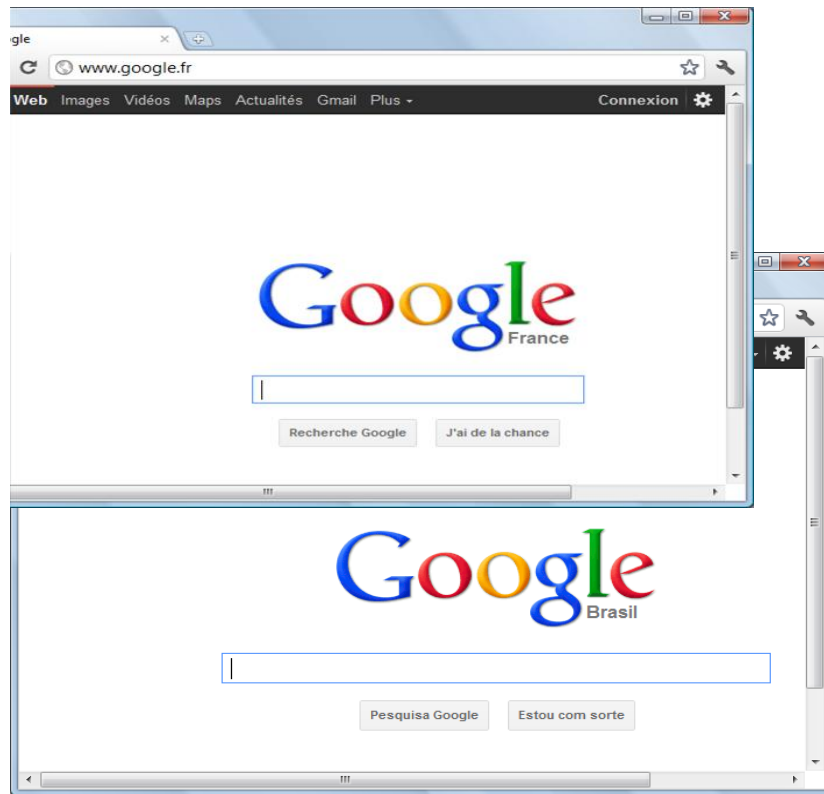 gle
www.google.fr
Web Images Vidéos Maps Actualités Gmail Plus Connexion
Google
France
Recherche Google J'ai de la chance
Google
Brasil
Pesquisa Google Estou com sorte